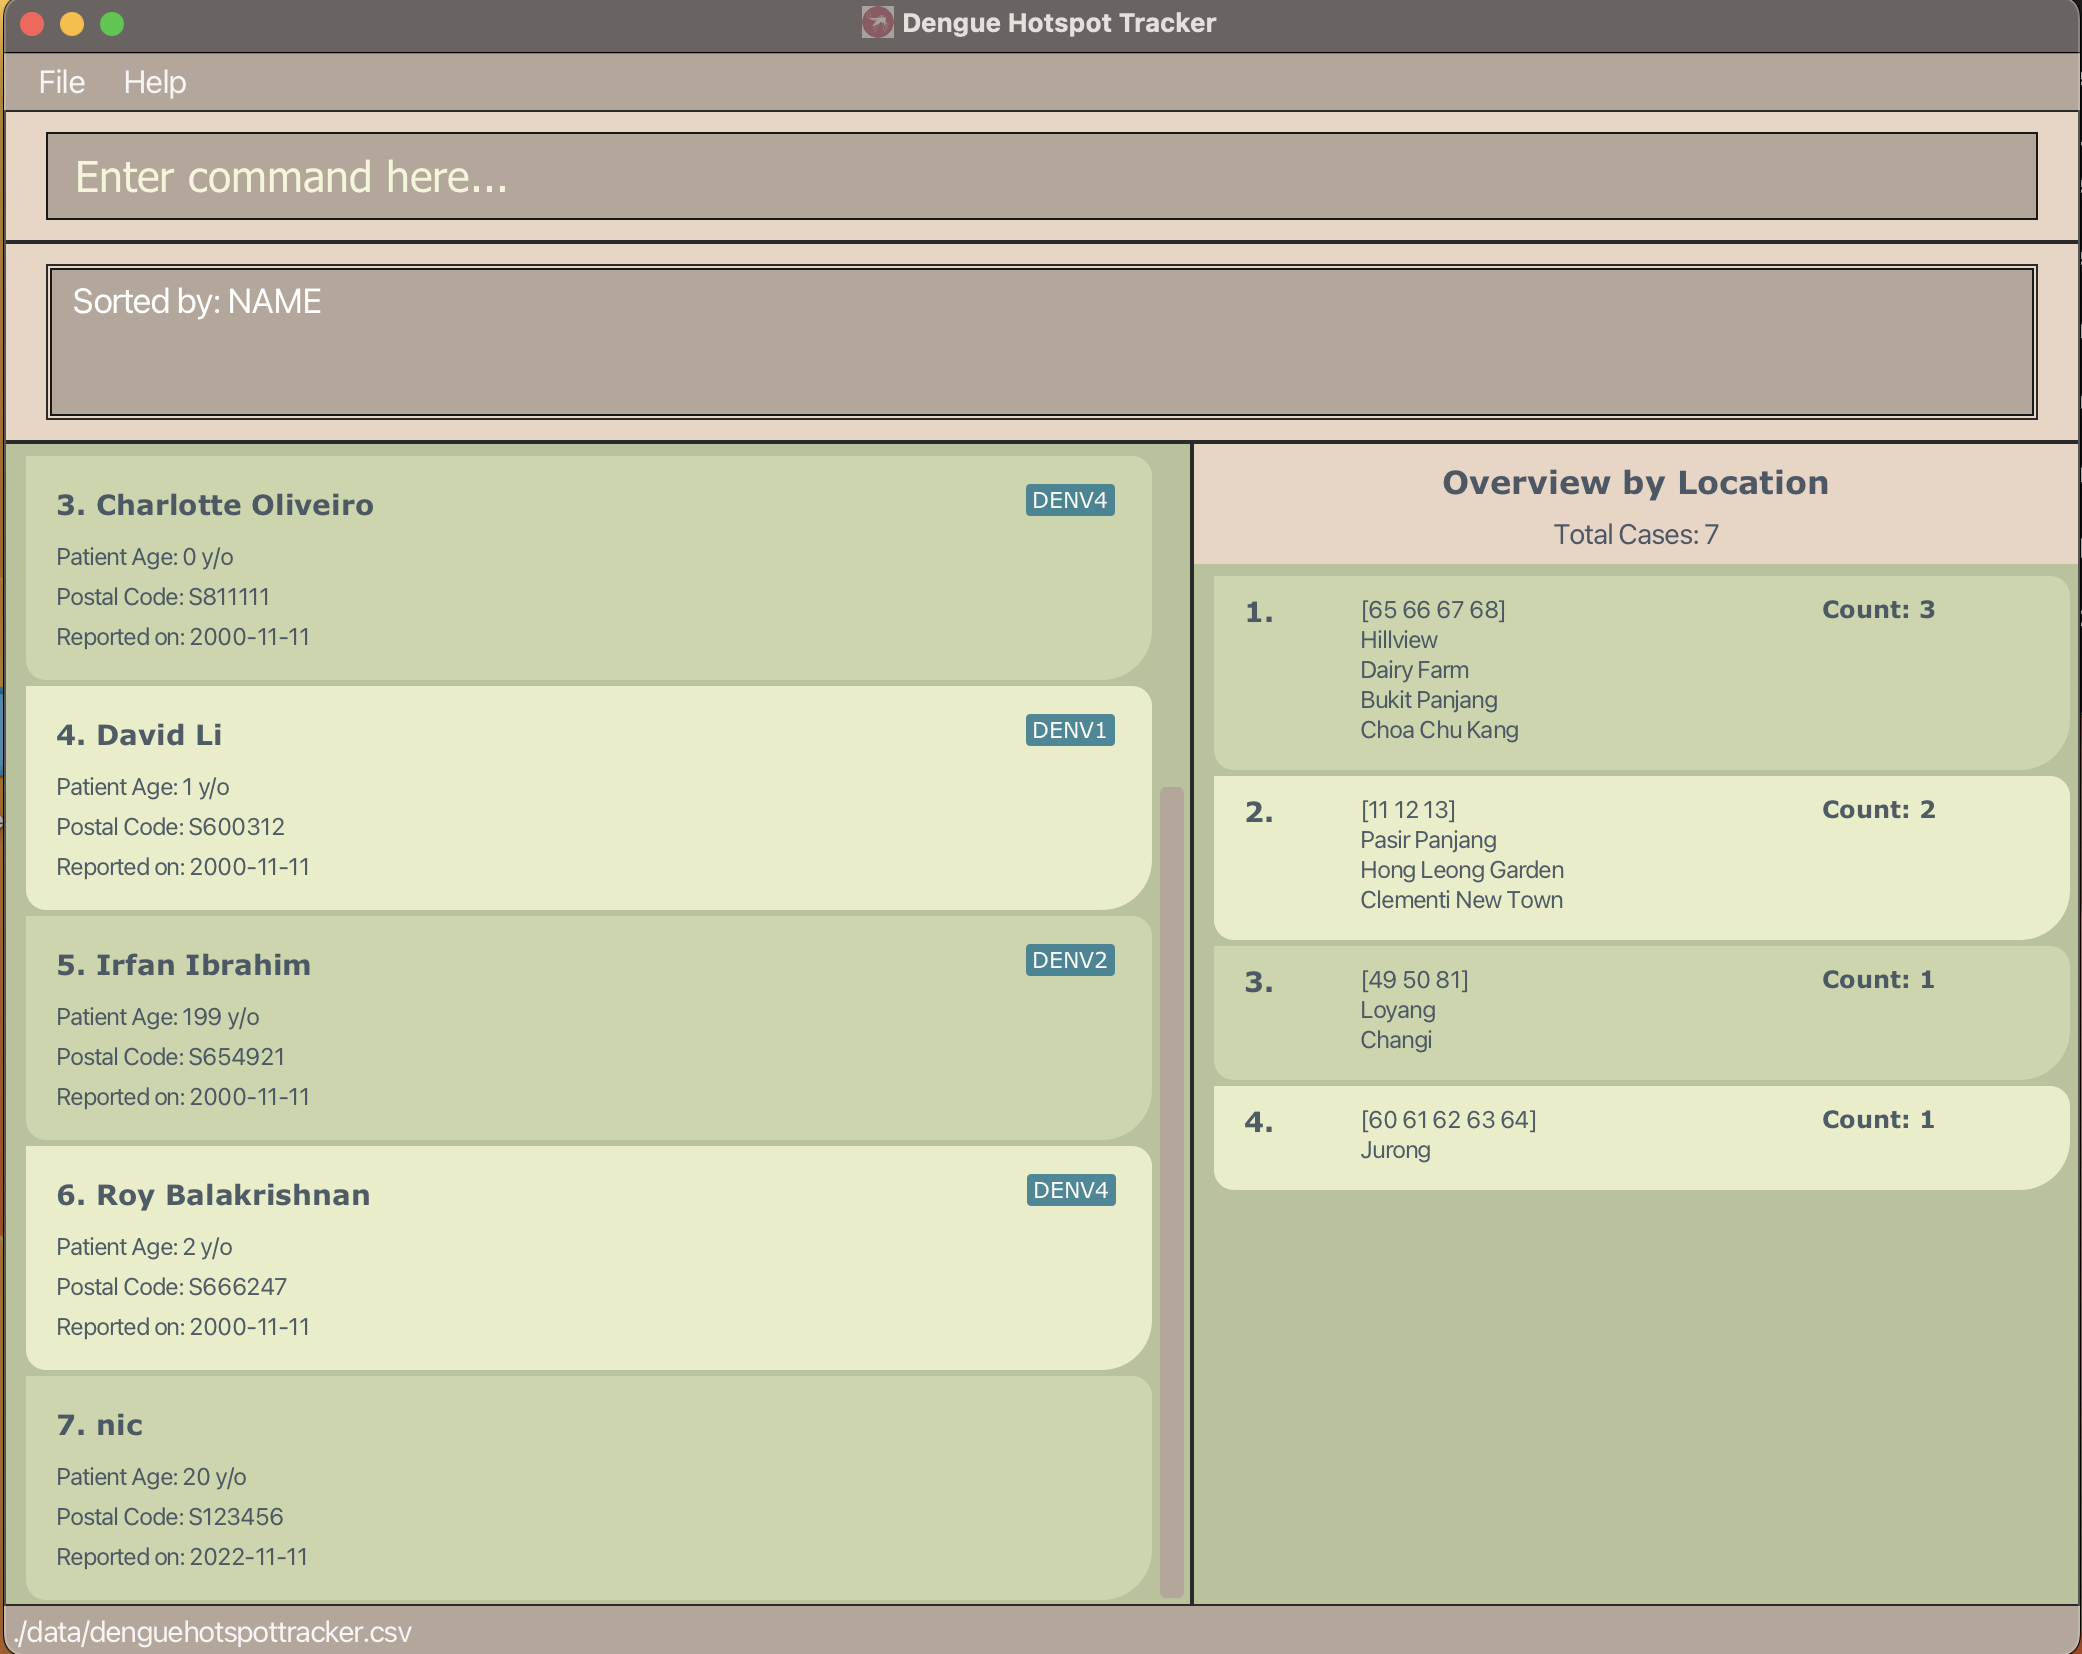 Dengue Hotspot Tracker
File Help
Enter command here...
Sorted by: NAME
3. Charlotte Oliveiro
DENV4
Patient Age: 0 y/o
Postal Code: S811111
Reported on: 2000-11-11
4. David Li
DENV1
Patient Age: 1 y/o
Postal Code: S600312
Reported on: 2000-11-11
5. Irfan Ibrahim
DENV2
Patient Age: 199 y/o
Postal Code: S654921
Reported on: 2000-11-11
6. Roy Balakrishnan
DENV4
Patient Age: 2 y/o
Postal Code: S666247
Reported on: 2000-11-11
7. nic
Patient Age: 20 y/o
Postal Code: S123456
Reported on: 2022-11-11
Overview by Location
Total Cases: 7
1. [65 66 67 68] Count: 3
Hillview
Dairy Farm
Bukit Panjang
Choa Chu Kang
2. [11 12 13] Count: 2
Pasir Panjang
Hong Leong Garden
Clementi New Town
3. [49 50 81] Count: 1
Loyang
Changi
4. [60 61 62 63 64] Count: 1
Jurong
./data/denguehotspottracker.csv